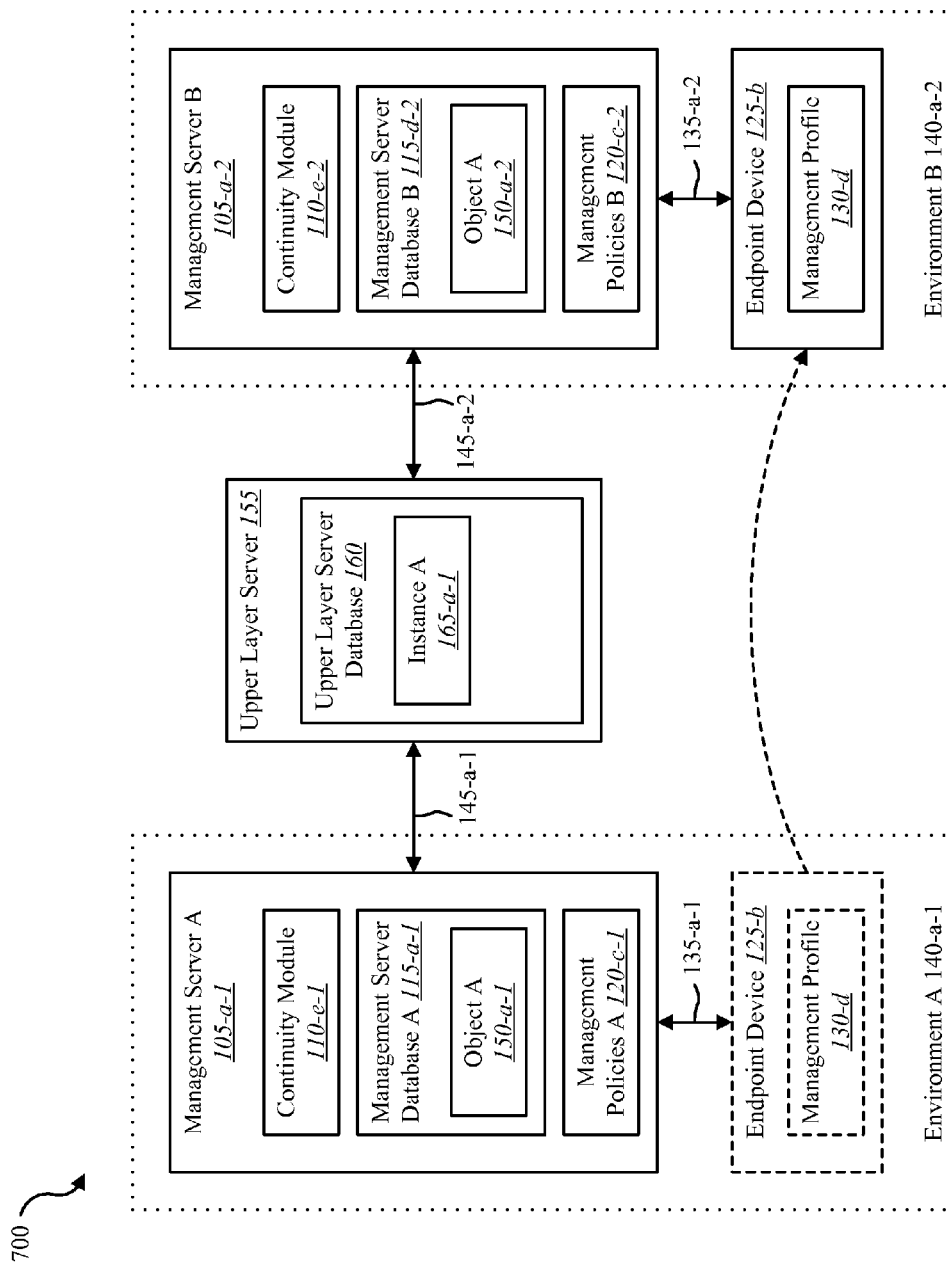 700
Management Server A
105-a-1
Continuity Module
110-e-1
Management Server
Database A 115-a-1
Object A
150-a-1
Management
Policies A 120-c-1
135-a-1
Endpoint Device 125-b
Management Profile
130-d
Environment A 140-a-1
145-a-1
Upper Layer Server 155
Upper Layer Server
Database 160
Instance A
165-a-1
145-a-2
Management Server B
105-a-2
Continuity Module
110-e-2
Management Server
Database B 115-d-2
Object A
150-a-2
Management
Policies B 120-c-2
135-a-2
Endpoint Device 125-b
Management Profile
130-d
Environment B 140-a-2